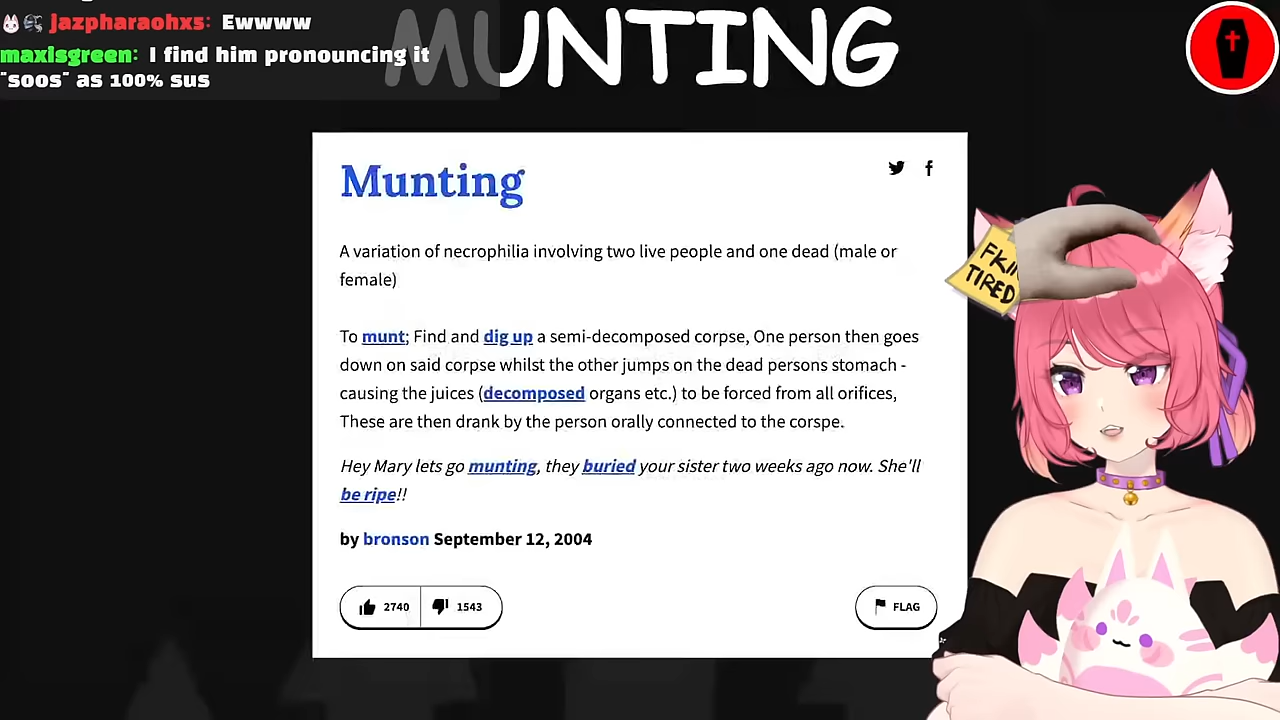 jazpharaohxs: Ewwww
maxisgreen: I find him pronouncing it
"soos" as 100% sus
MUNTING
Munting
A variation of necrophilia involving two live people and one dead (male or
female)
To munt; Find and dig up a semi-decomposed corpse, One person then goes
down on said corpse whilst the other jumps on the dead persons stomach -
causing the juices (decomposed organs etc.) to be forced from all orifices,
These are then drank by the person orally connected to the corspe.
Hey Mary lets go munting, they buried your sister two weeks ago now. She'll
be ripe!!
by bronson September 12, 2004
2740 1543 FLAG
TIRED